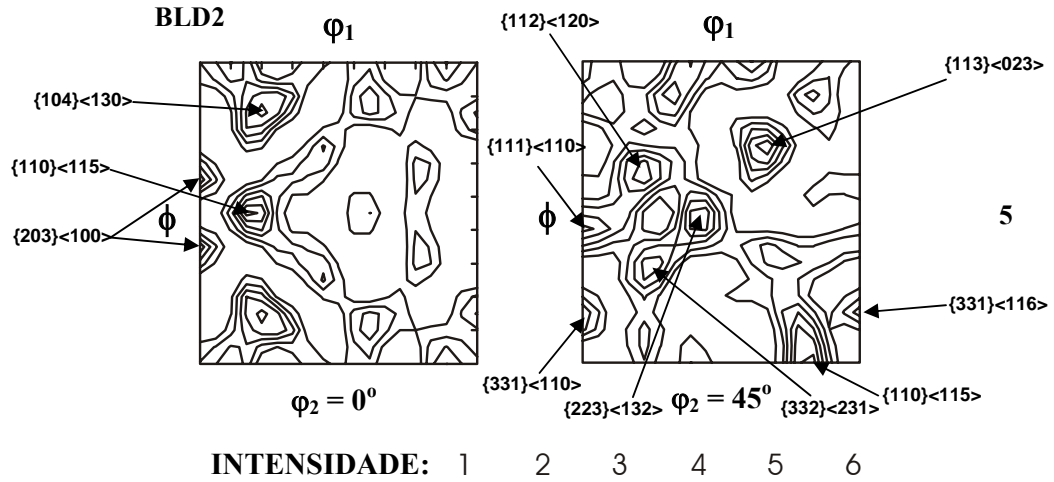 BLD2
φ1
φ1
{112}<120>
{113}<023>
{104}<130>
{111}<110>
{110}<115>
ϕ
ϕ
5
{203}<100>
{331}<116>
{331}<110>
{110}<115>
φ2 = 0º
{223}<132>
φ2 = 45º
{332}<231>
INTENSIDADE: 1 2 3 4 5 6